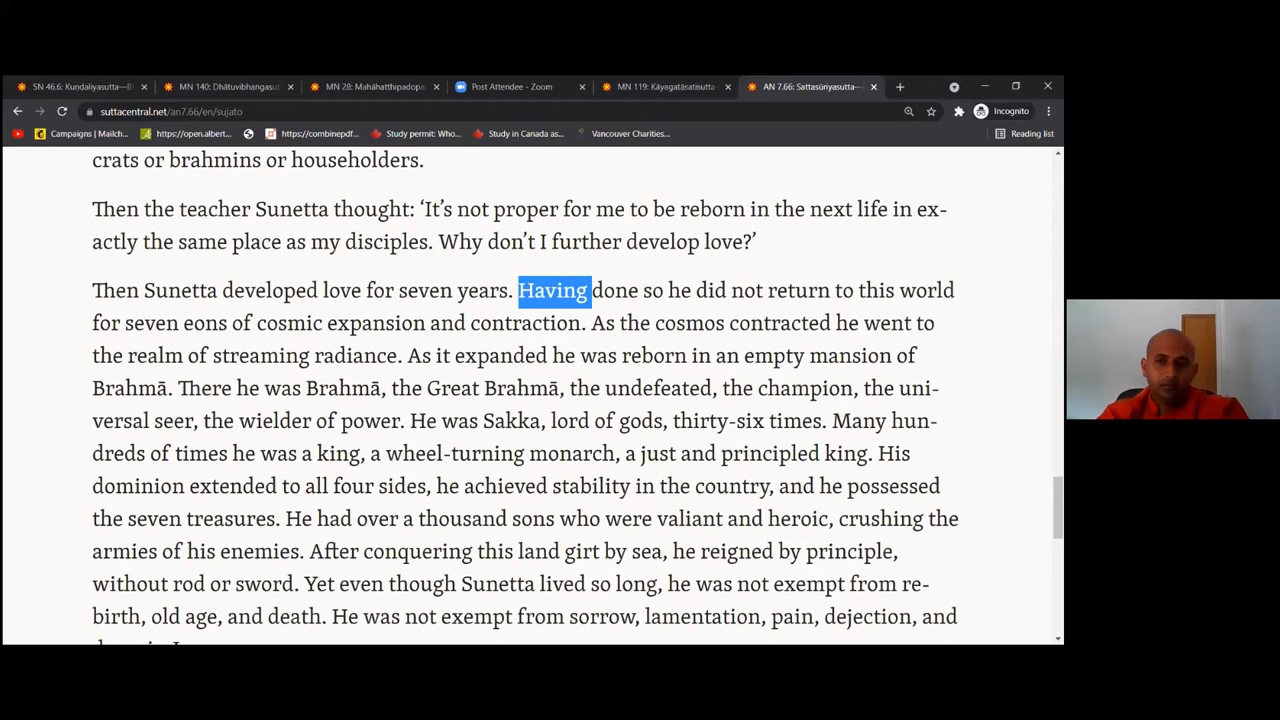 SN 46.6: Kundaliyasutta—B
MN 140: Dhātuvibhangasut
MN 28: Mahāhatthipadopa
Post Attendee - Zoom
MN 119: Kāyagatāsatisutta
AN 7.66: Sattasūriyasutta—
suttacentral.net/an7.66/en/sujato
Incognito
Campaigns | Mailch...
https://open.albert...
https://combinepdf...
Study permit: Who...
Study in Canada as...
Vancouver Charities...
Reading list
crats or brahmins or householders.
Then the teacher Sunetta thought: ‘It’s not proper for me to be reborn in the next life in ex-
actly the same place as my disciples. Why don’t I further develop love?’
Then Sunetta developed love for seven years. Having done so he did not return to this world
for seven eons of cosmic expansion and contraction. As the cosmos contracted he went to
the realm of streaming radiance. As it expanded he was reborn in an empty mansion of
Brahmā. There he was Brahmā, the Great Brahmā, the undefeated, the champion, the uni-
versal seer, the wielder of power. He was Sakka, lord of gods, thirty-six times. Many hun-
dreds of times he was a king, a wheel-turning monarch, a just and principled king. His
dominion extended to all four sides, he achieved stability in the country, and he possessed
the seven treasures. He had over a thousand sons who were valiant and heroic, crushing the
armies of his enemies. After conquering this land girt by sea, he reigned by principle,
without rod or sword. Yet even though Sunetta lived so long, he was not exempt from re-
birth, old age, and death. He was not exempt from sorrow, lamentation, pain, dejection, and